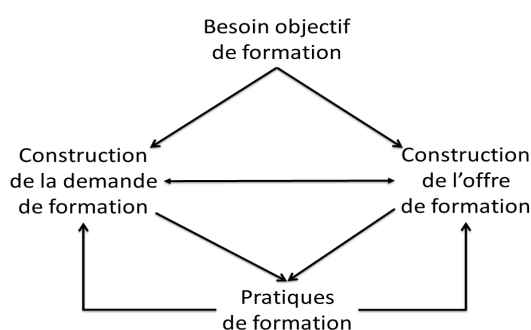 Besoin objectif
de formation
Construction
de la demande
de formation
Construction
de l’offre
de formation
Pratiques
de formation